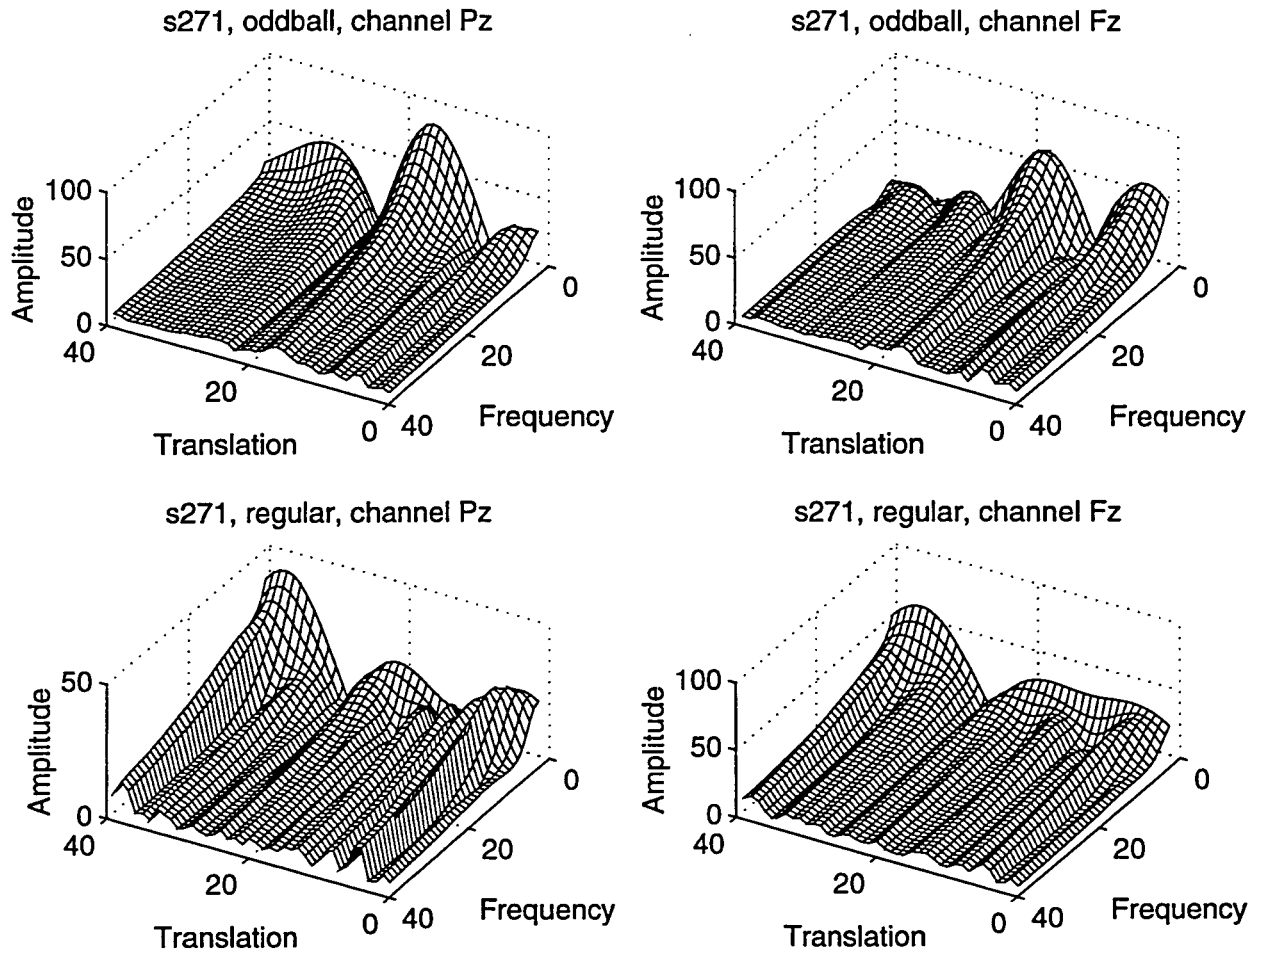 s271, oddball, channel Pz
100
50
0
Amplitude
40
20
0
Translation
40
20
0
Frequency
s271, oddball, channel Fz
100
50
0
Amplitude
40
20
0
Translation
40
20
0
Frequency
s271, regular, channel Pz
50
0
Amplitude
40
20
0
Translation
40
20
0
Frequency
s271, regular, channel Fz
100
50
0
Amplitude
40
20
0
Translation
40
20
0
Frequency